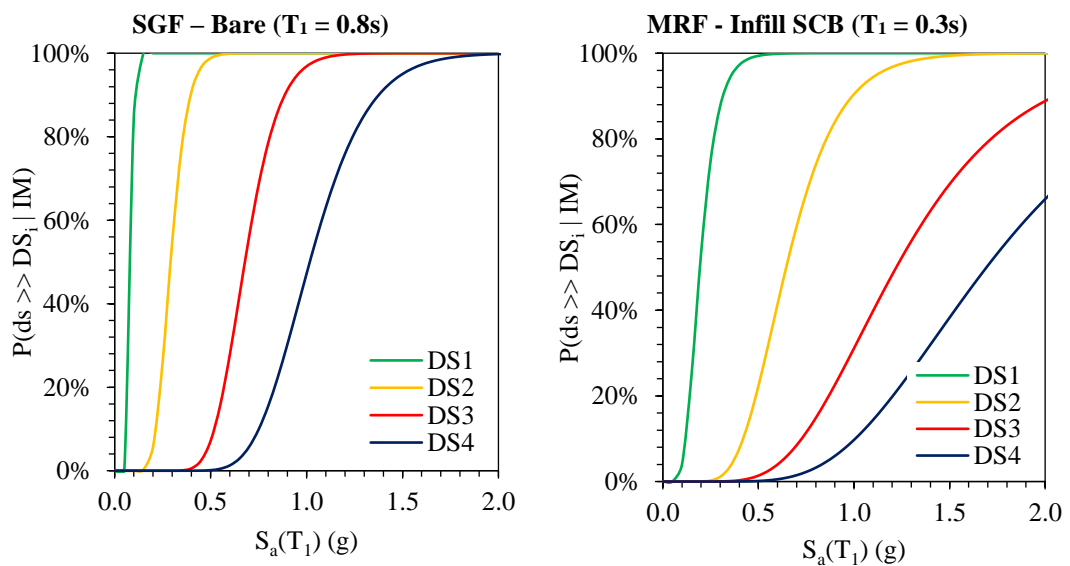 SGF – Bare (T1 = 0.8s)
100%
80%
60%
40%
20%
0%
P(ds >> DSi | IM)
DS1
DS2
DS3
DS4
0.0 0.5 1.0 1.5 2.0
Sa(T1) (g)
MRF - Infill SCB (T1 = 0.3s)
100%
80%
60%
40%
20%
0%
P(ds >> DSi | IM)
DS1
DS2
DS3
DS4
0.0 0.5 1.0 1.5 2.0
Sa(T1) (g)